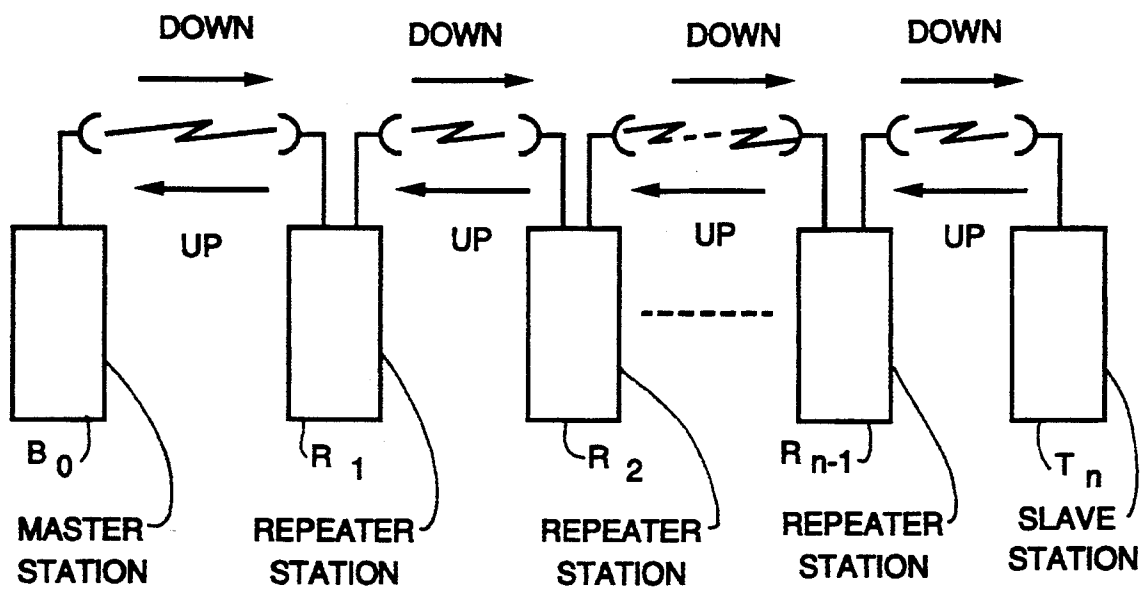 DOWN DOWN DOWN DOWN
UP UP UP UP
B 0 R 1 R 2 R n-1 T n
MASTER STATION
REPEATER STATION
REPEATER STATION
REPEATER STATION
SLAVE STATION